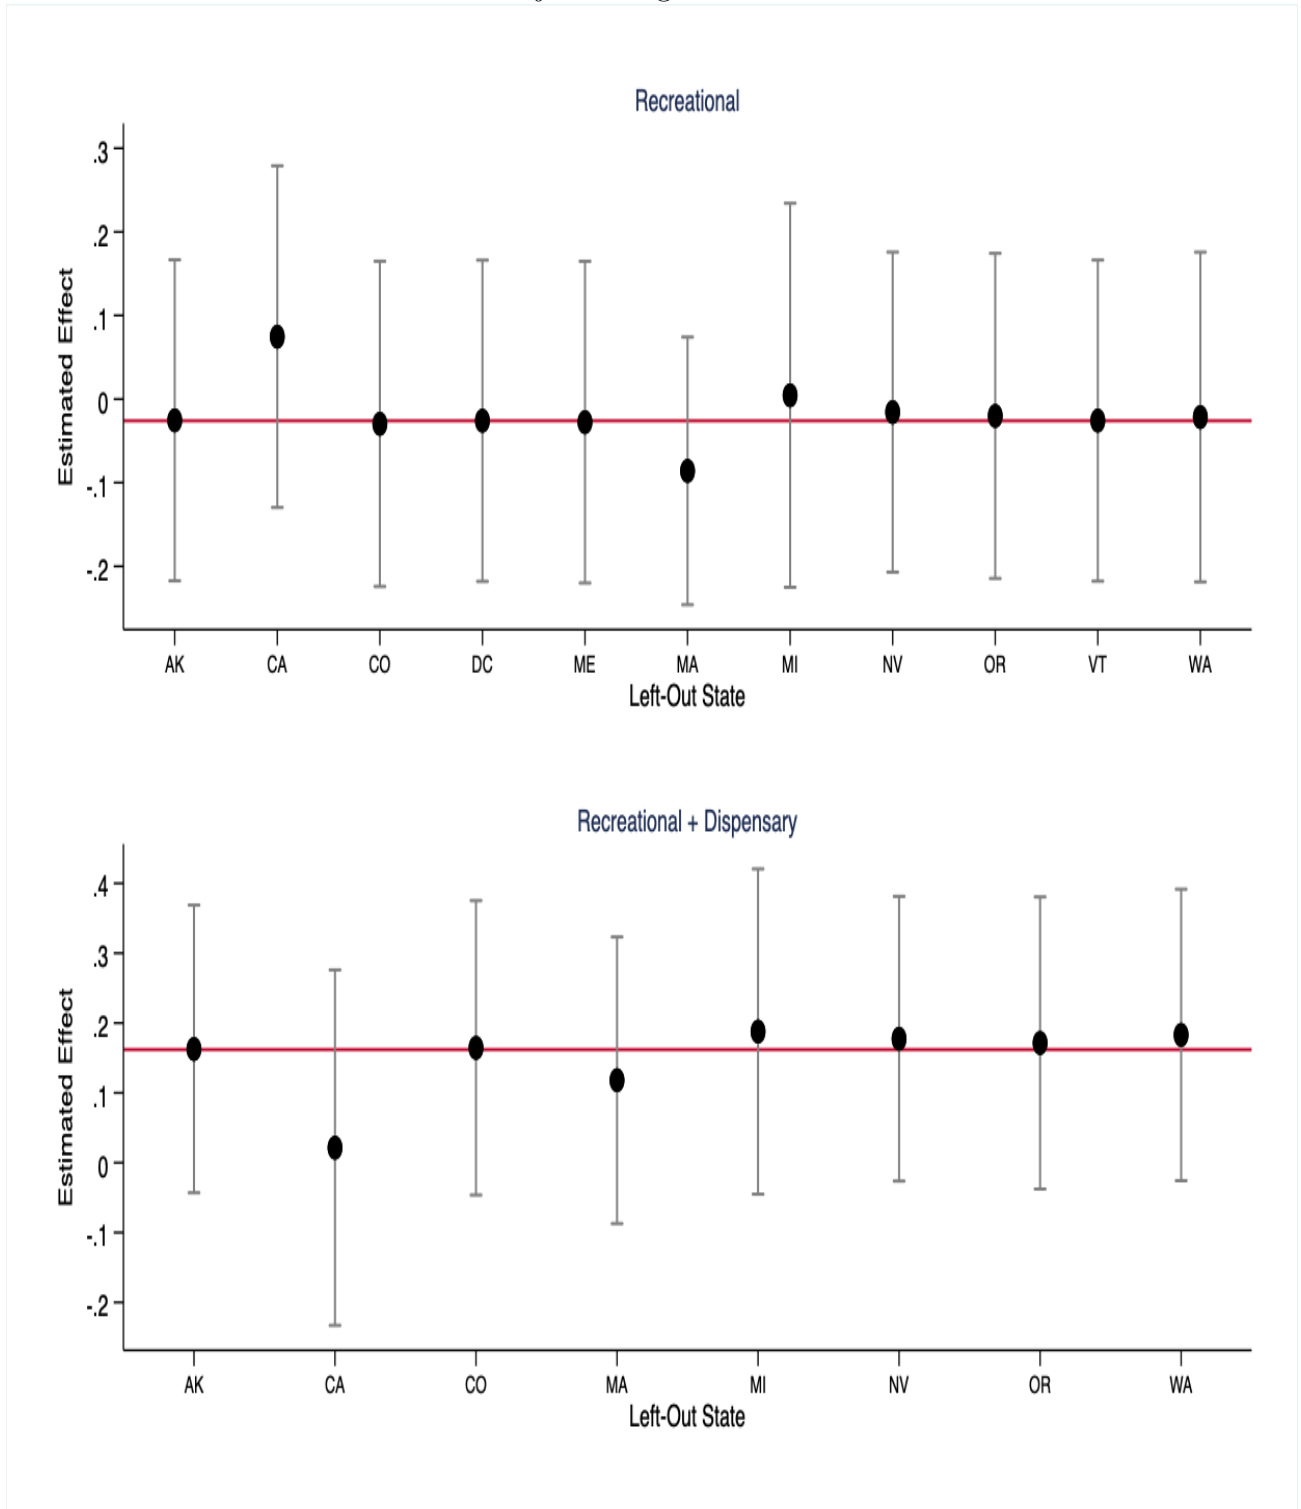 Recreational
Estimated Effect
.3
.2
.1
0
-.1
-.2
AK CA CO DC ME MA MI NV OR VT WA
Left-Out State
Recreational + Dispensary
Estimated Effect
.4
.3
.2
.1
0
-.1
-.2
AK CA CO MA MI NV OR WA
Left-Out State